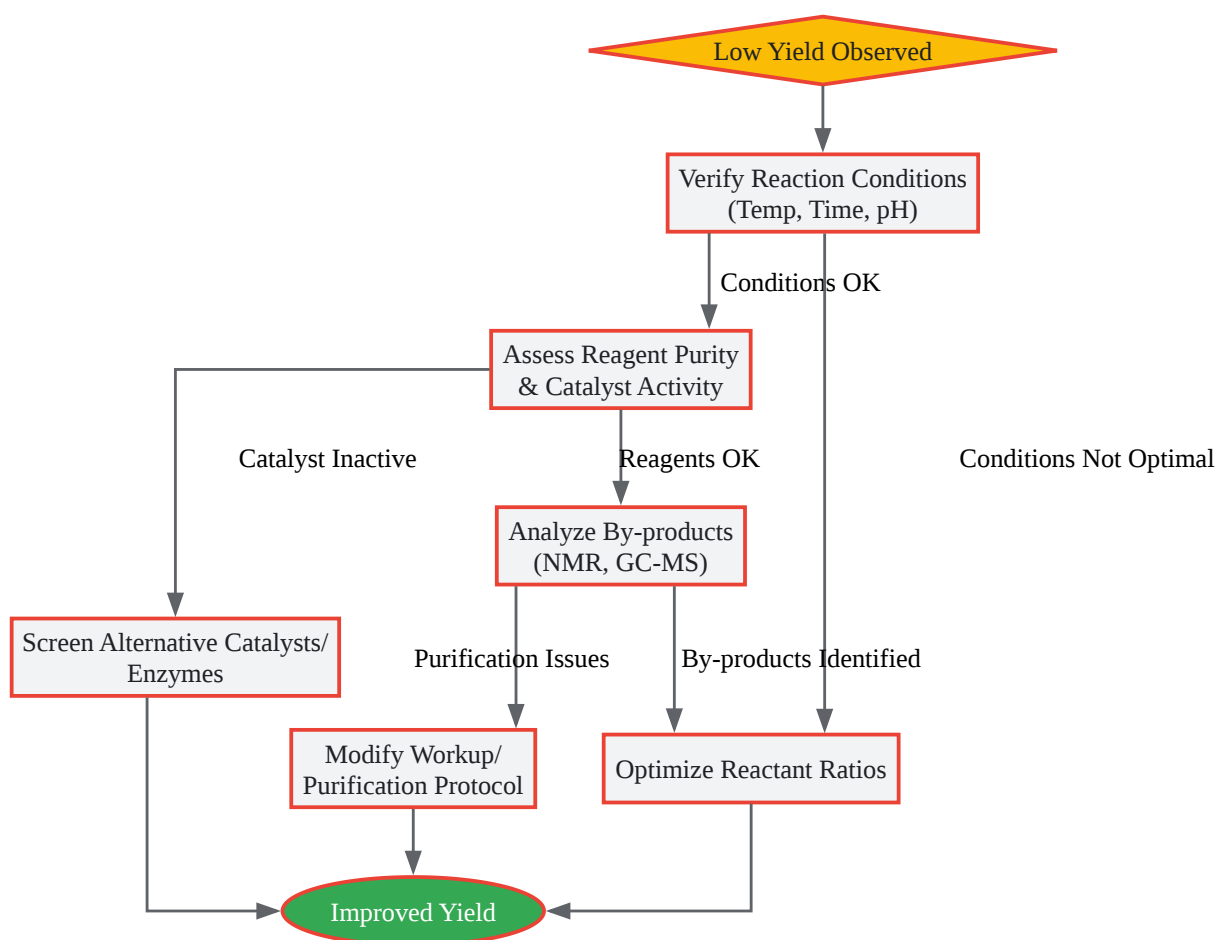 Low Yield Observed
Verify Reaction Conditions
(Temp, Time, pH)
Conditions OK
Assess Reagent Purity
& Catalyst Activity
Catalyst Inactive
Reagents OK
Conditions Not Optimal
Analyze By-products
(NMR, GC-MS)
Screen Alternative Catalysts/
Enzymes
Purification Issues
By-products Identified
Modify Workup/
Purification Protocol
Optimize Reactant Ratios
Improved Yield